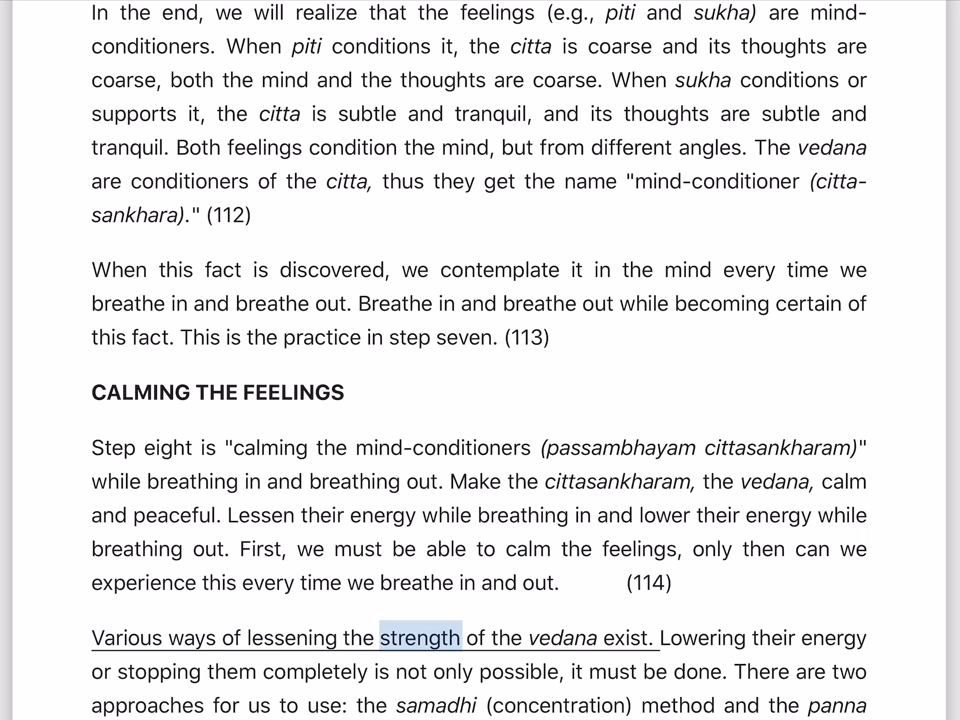 In the end, we will realize that the feelings (e.g., piti and sukha) are mind-
conditioners. When piti conditions it, the citta is coarse and its thoughts are
coarse, both the mind and the thoughts are coarse. When sukha conditions or
supports it, the citta is subtle and tranquil, and its thoughts are subtle and
tranquil. Both feelings condition the mind, but from different angles. The vedana
are conditioners of the citta, thus they get the name "mind-conditioner (citta-
sankhara)." (112)
When this fact is discovered, we contemplate it in the mind every time we
breathe in and breathe out. Breathe in and breathe out while becoming certain of
this fact. This is the practice in step seven. (113)
CALMING THE FEELINGS
Step eight is "calming the mind-conditioners (passambhayam cittasankharam)"
while breathing in and breathing out. Make the cittasankharam, the vedana, calm
and peaceful. Lessen their energy while breathing in and lower their energy while
breathing out. First, we must be able to calm the feelings, only then can we
experience this every time we breathe in and out. (114)
Various ways of lessening the strength of the vedana exist. Lowering their energy
or stopping them completely is not only possible, it must be done. There are two
approaches for us to use: the samadhi (concentration) method and the panna